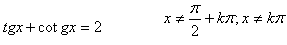 tgx + cot gx = 2    x ≠ π/2 + kπ, x ≠ kπ